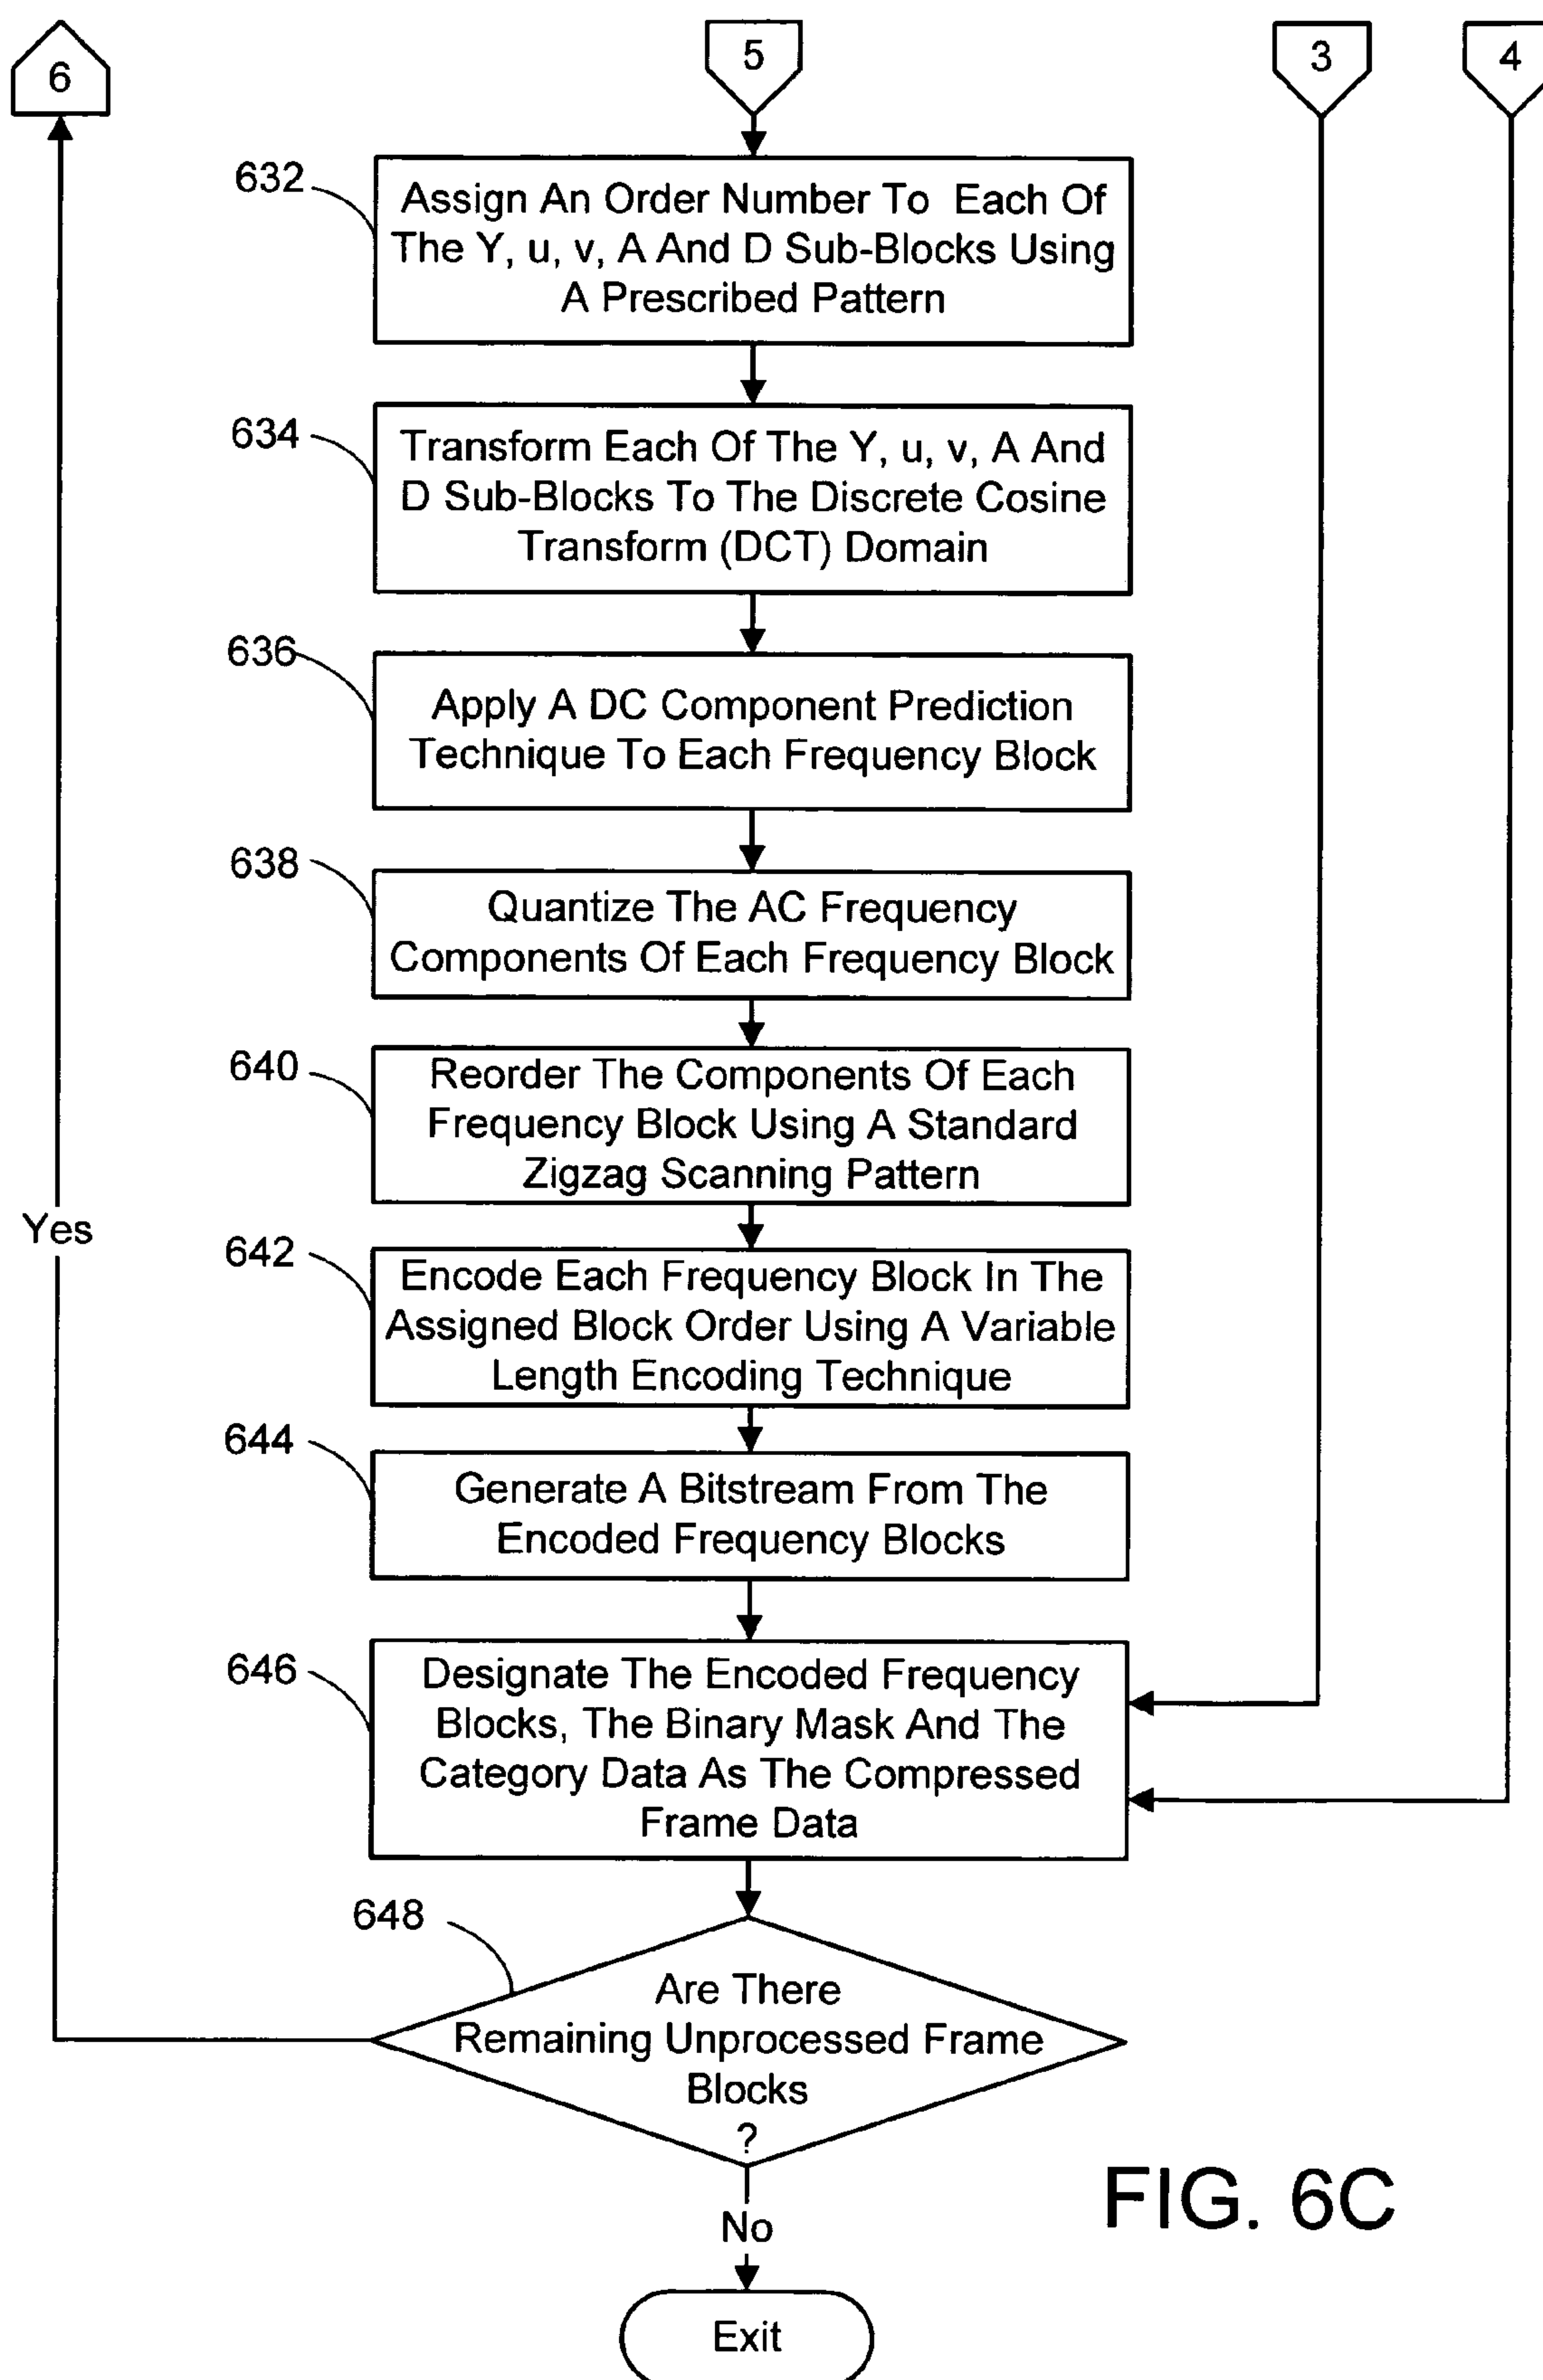 6
5
3
4
632
Assign An Order Number To Each Of
The Y, u, v, A And D Sub-Blocks Using
A Prescribed Pattern
634
Transform Each Of The Y, u, v, A And
D Sub-Blocks To The Discrete Cosine
Transform (DCT) Domain
636
Apply A DC Component Prediction
Technique To Each Frequency Block
638
Quantize The AC Frequency
Components Of Each Frequency Block
640
Reorder The Components Of Each
Frequency Block Using A Standard
Zigzag Scanning Pattern
Yes
642
Encode Each Frequency Block In The
Assigned Block Order Using A Variable
Length Encoding Technique
644
Generate A Bitstream From The
Encoded Frequency Blocks
646
Designate The Encoded Frequency
Blocks, The Binary Mask And The
Category Data As The Compressed
Frame Data
648
Are There
Remaining Unprocessed Frame
Blocks
?
No
FIG. 6C
Exit